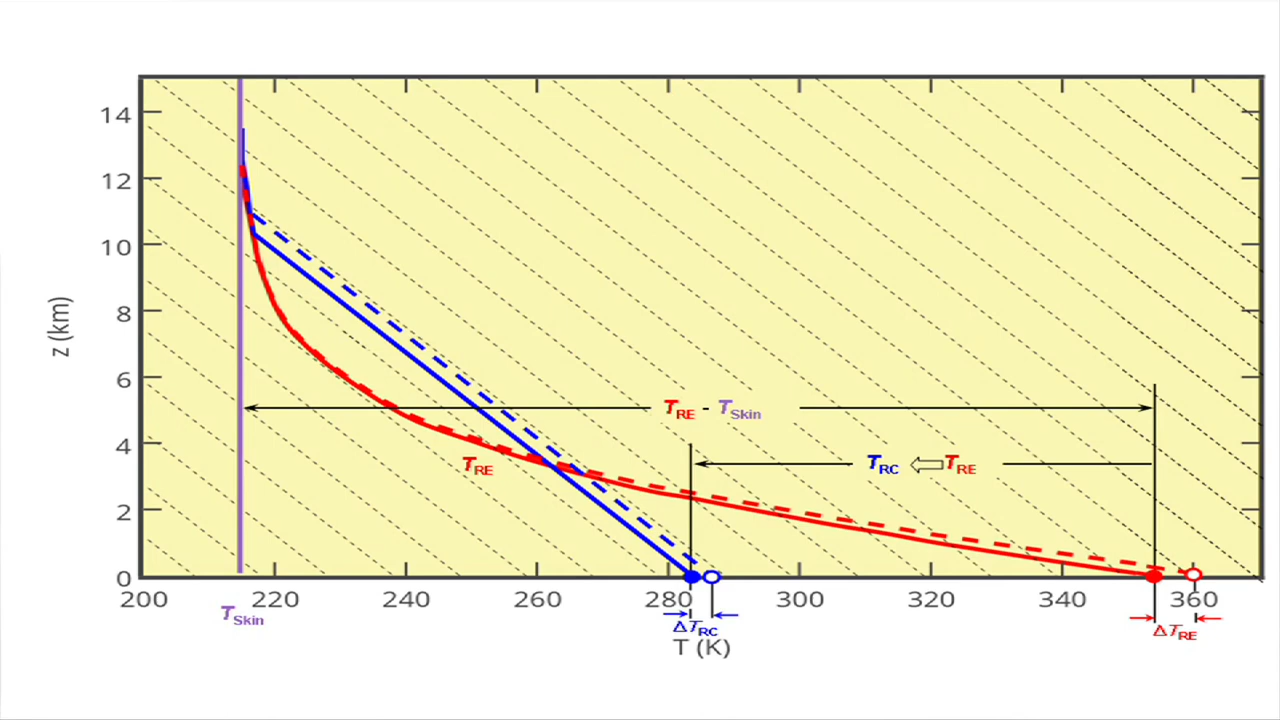 14
12
10
8
6
4
2
0
z (km)
T_RE - T_Skin
T_RC ⇐ T_RE
T_RE
200 220 240 260 280 300 320 340 360
T_Skin
ΔT_RC
ΔT_RE
T (K)